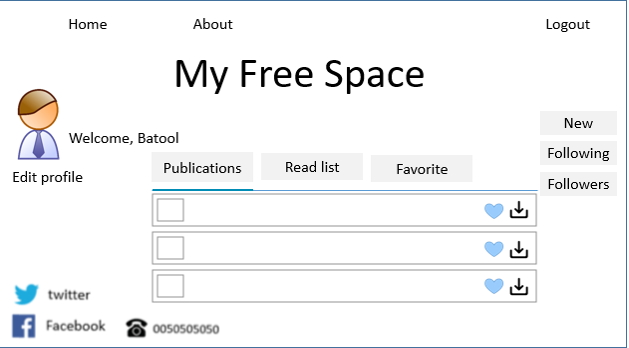 Home About Logout
My Free Space
Welcome, Batool
Edit profile
Publications Read list Favorite
New
Following
Followers
twitter
Facebook 0050505050